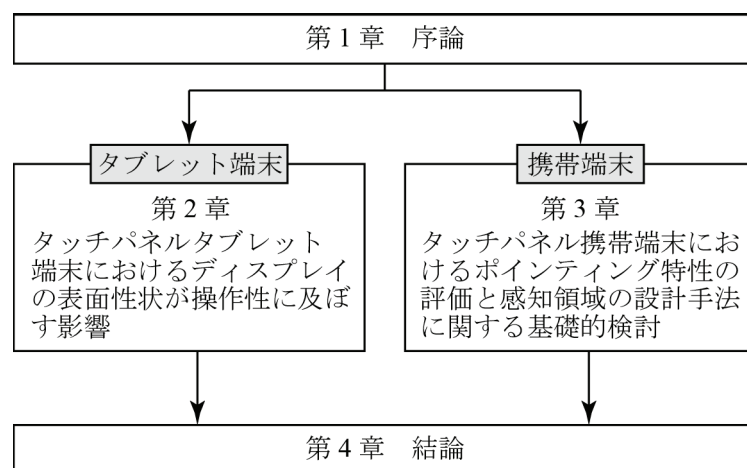 第1章　序論
タブレット端末
第2章
タッチパネルタブレット
端末におけるディスプレイ
の表面性状が操作性に及ぼ
す影響
携帯端末
第3章
タッチパネル携帯端末にお
けるポインティング特性の
評価と感知領域の設計手法
に関する基礎的検討
第4章　結論